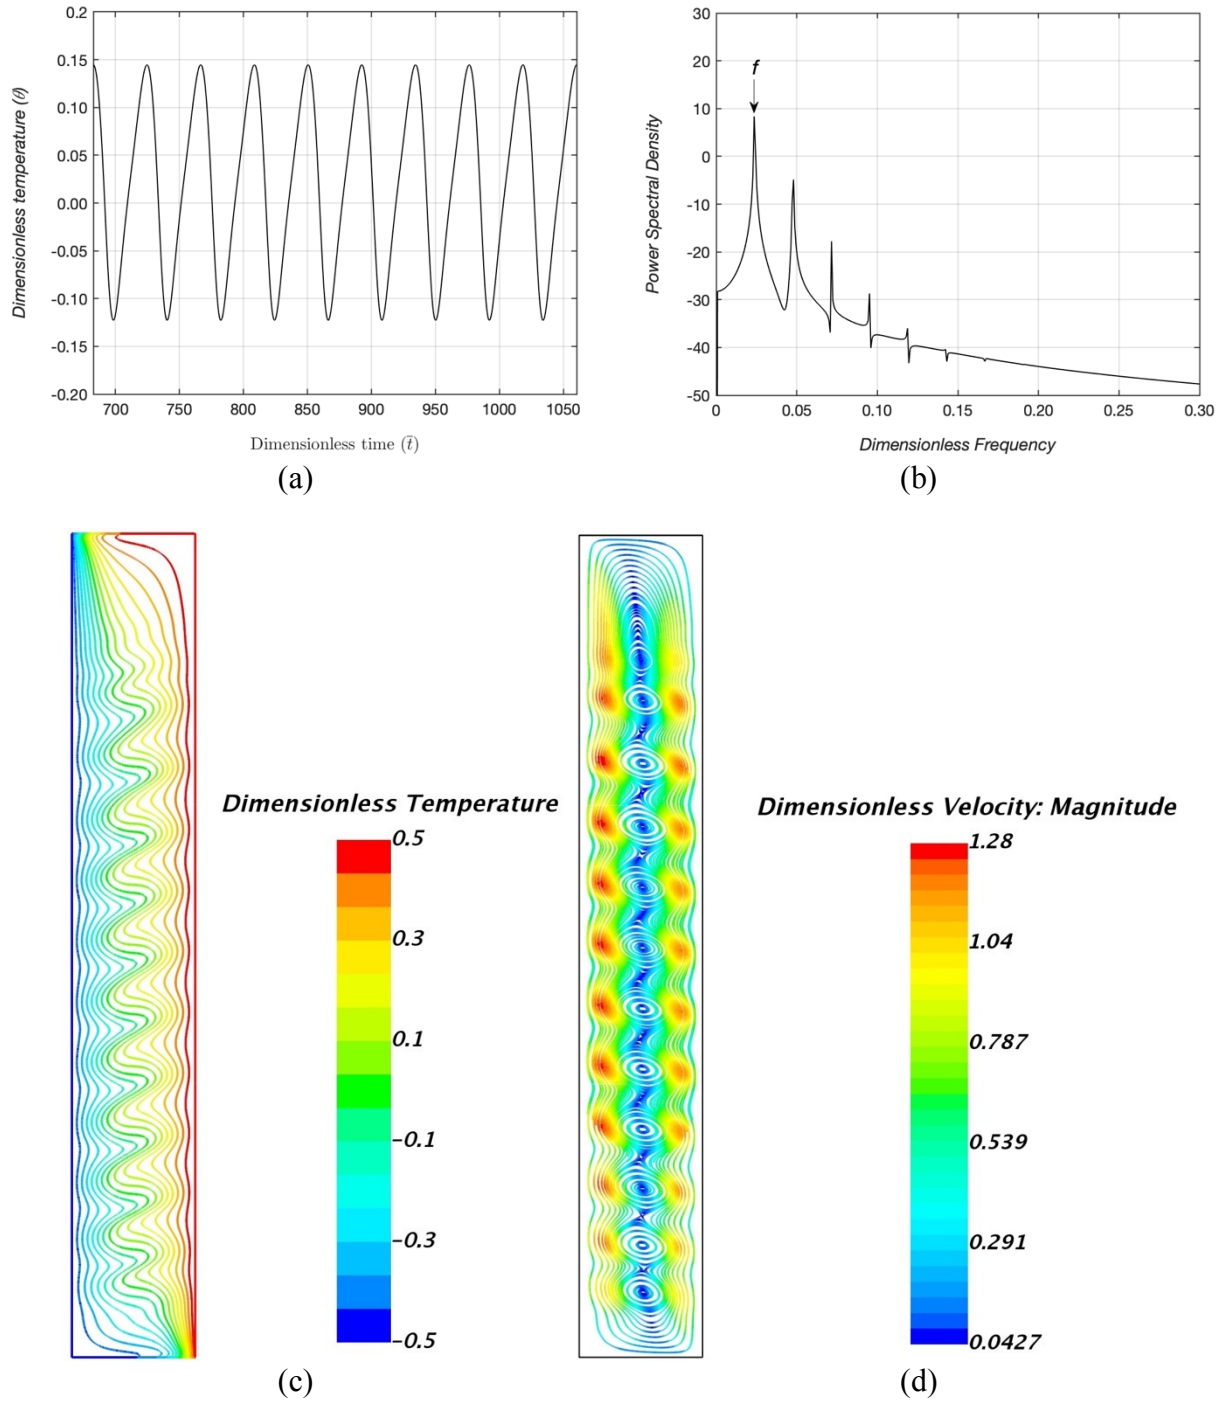 0.2
0.15
0.10
0.05
0.00
-0.05
-0.10
-0.15
-0.20
Dimensionless temperature (θ)
700 750 800 850 900 950 1000 1050
Dimensionless time (t̄)
(a)
30
20
10
0
-10
-20
-30
-40
-50
Power Spectral Density
f
0 0.05 0.10 0.15 0.20 0.25 0.30
Dimensionless Frequency
(b)
Dimensionless Temperature
0.5
0.3
0.1
-0.1
-0.3
-0.5
(c)
Dimensionless Velocity: Magnitude
1.28
1.04
0.787
0.539
0.291
0.0427
(d)